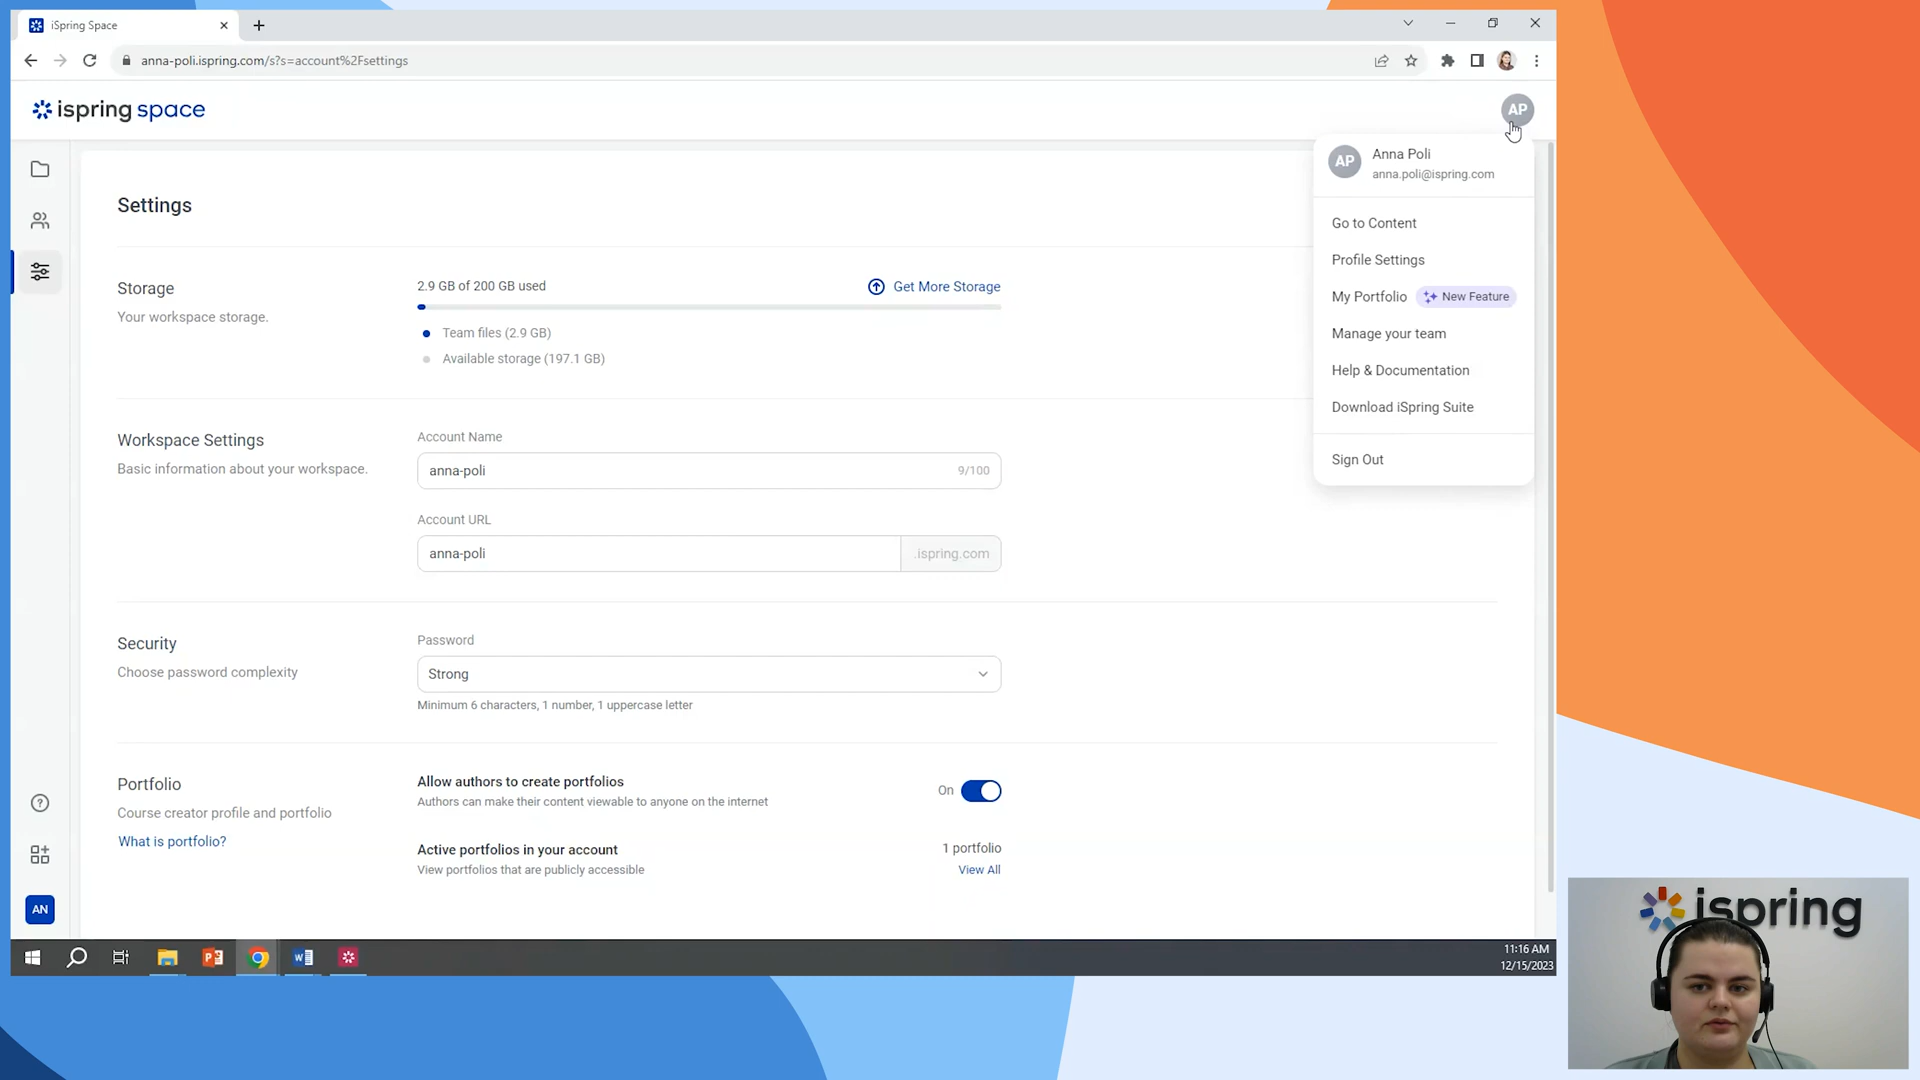 iSpring Space
anna-poli.ispring.com/s?s=account%2Fsettings
ispring space
AP
AP
Anna Poli
anna.poli@ispring.com
Go to Content
Profile Settings
My Portfolio New Feature
Manage your team
Help & Documentation
Download iSpring Suite
Sign Out
Settings
Storage
Your workspace storage.
2.9 GB of 200 GB used
Get More Storage
Team files (2.9 GB)
Available storage (197.1 GB)
Workspace Settings
Basic information about your workspace.
Account Name
anna-poli 9/100
Account URL
anna-poli .ispring.com
Security
Choose password complexity
Password
Strong
Minimum 6 characters, 1 number, 1 uppercase letter
Portfolio
Course creator profile and portfolio
What is portfolio?
Allow authors to create portfolios
Authors can make their content viewable to anyone on the internet
On
Active portfolios in your account
View portfolios that are publicly accessible
1 portfolio
View All
AN
11:16 AM
12/15/2023
ispring